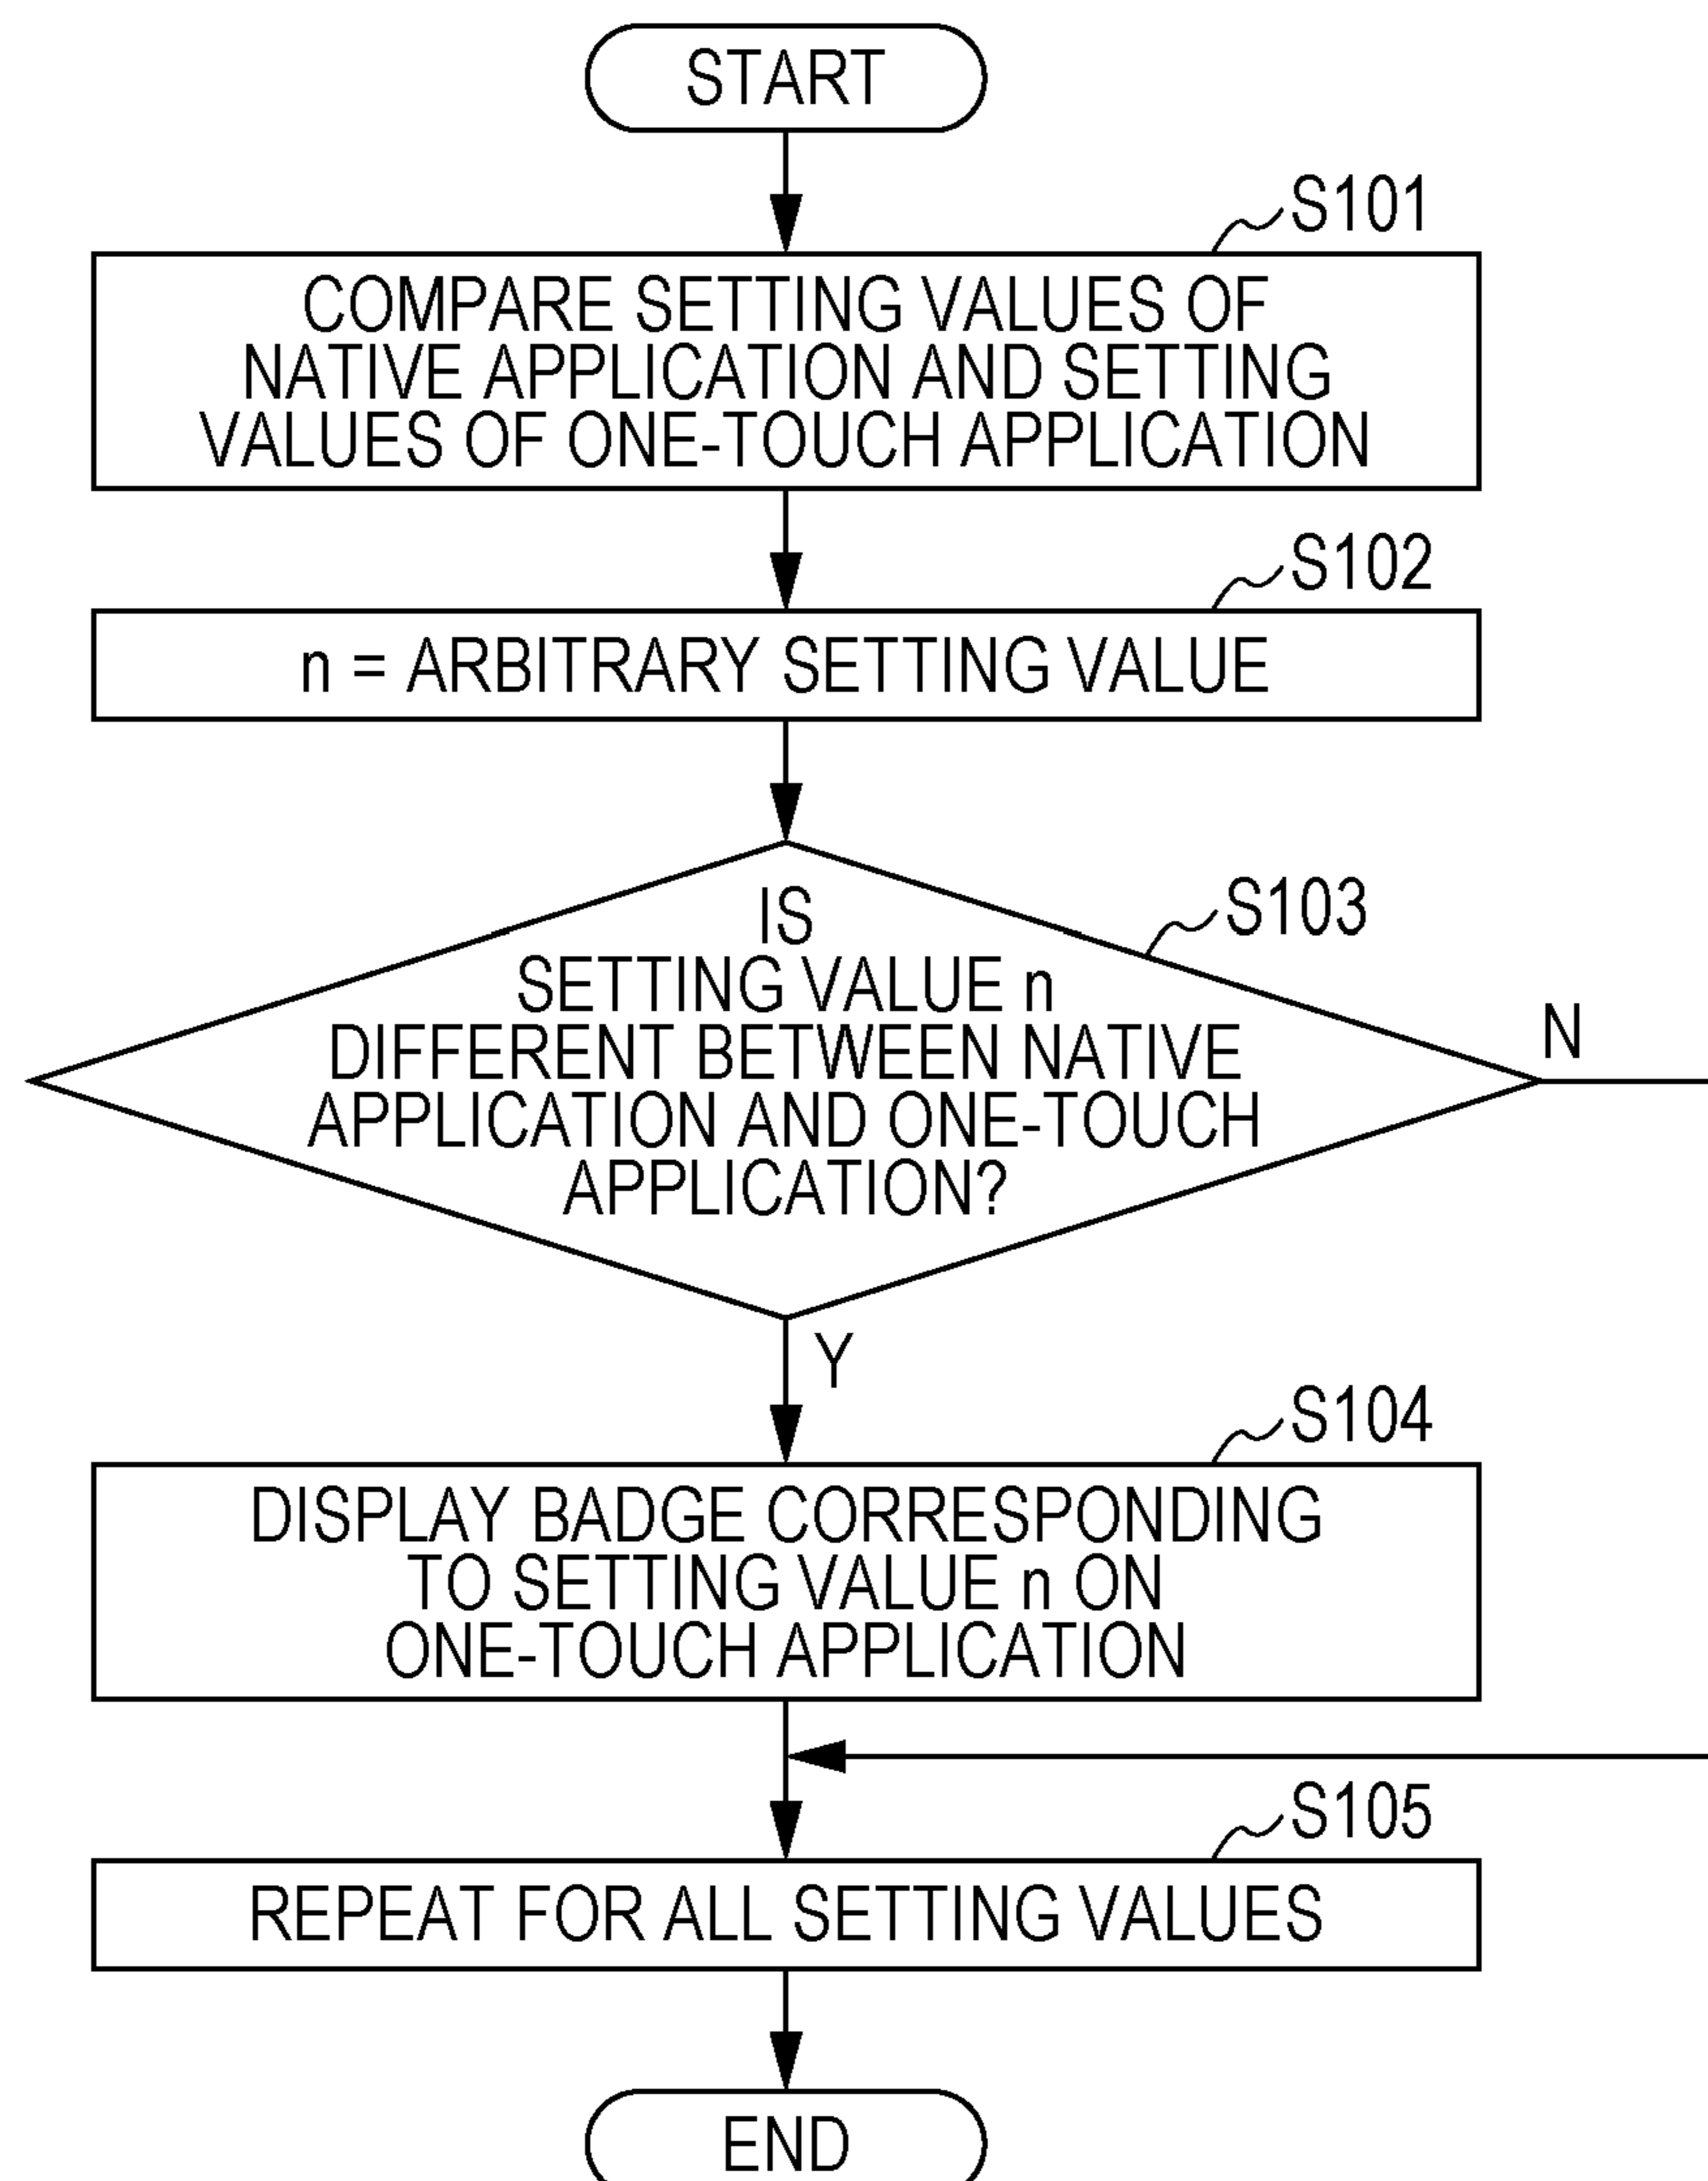 START
S101
COMPARE SETTING VALUES OF
NATIVE APPLICATION AND SETTING
VALUES OF ONE-TOUCH APPLICATION
S102
n = ARBITRARY SETTING VALUE
S103
IS
SETTING VALUE n
DIFFERENT BETWEEN NATIVE
APPLICATION AND ONE-TOUCH
APPLICATION?
N
Y
S104
DISPLAY BADGE CORRESPONDING
TO SETTING VALUE n ON
ONE-TOUCH APPLICATION
S105
REPEAT FOR ALL SETTING VALUES
END